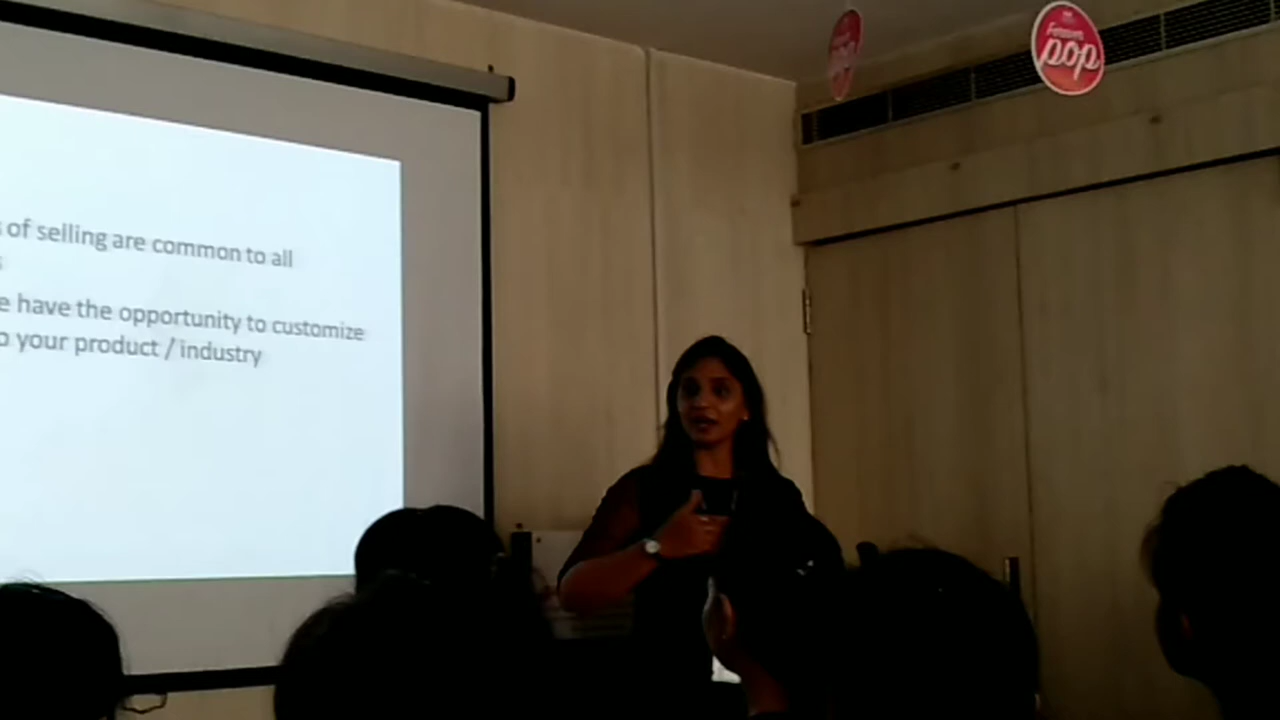 of selling are common to all
have the opportunity to customize
your product / industry
pop